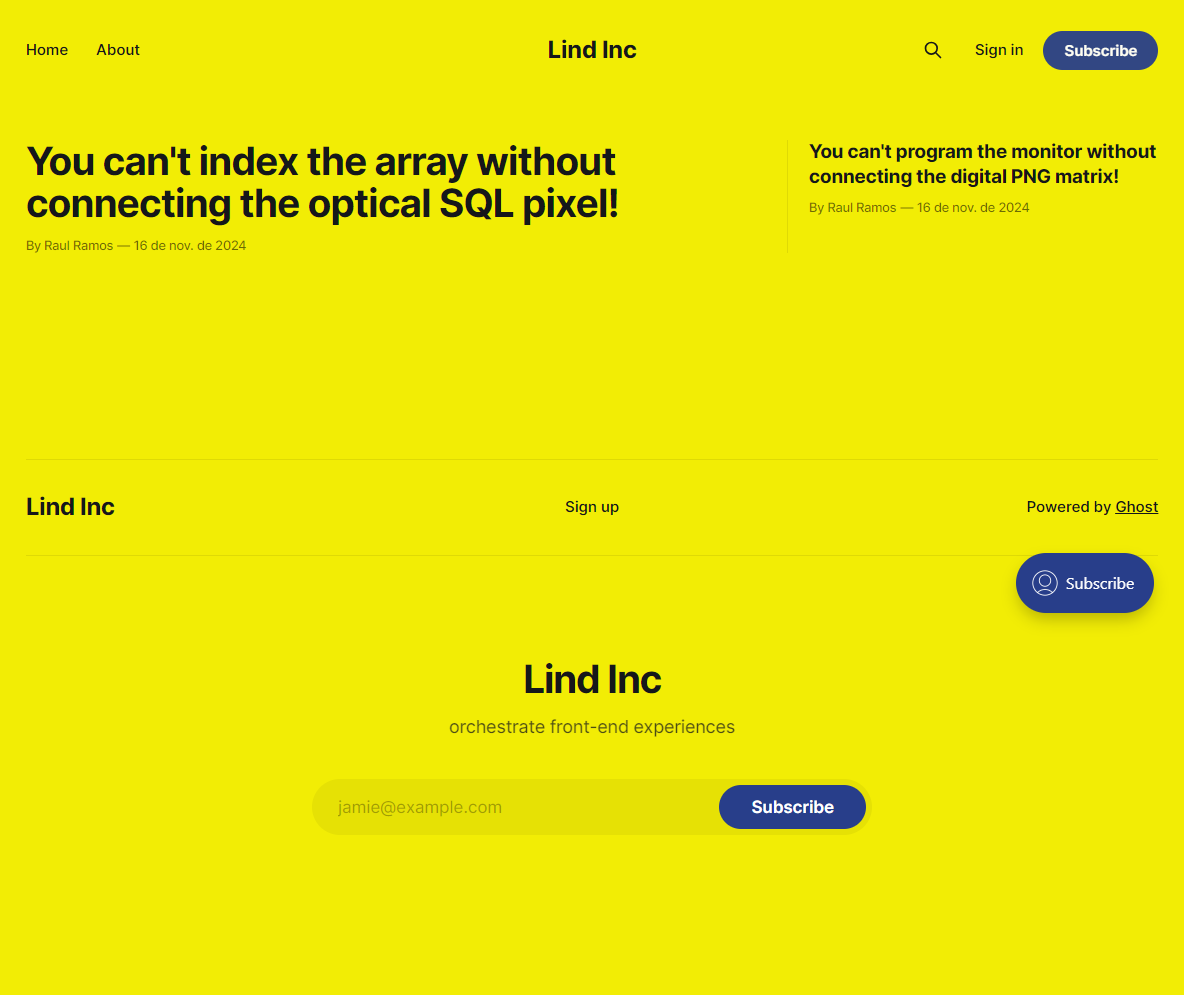 Home About Lind Inc Sign in Subscribe
You can't index the array without
connecting the optical SQL pixel!
By Raul Ramos — 16 de nov. de 2024
You can't program the monitor without
connecting the digital PNG matrix!
By Raul Ramos — 16 de nov. de 2024
Lind Inc Sign up Powered by Ghost
Subscribe
Lind Inc
orchestrate front-end experiences
jamie@example.com Subscribe